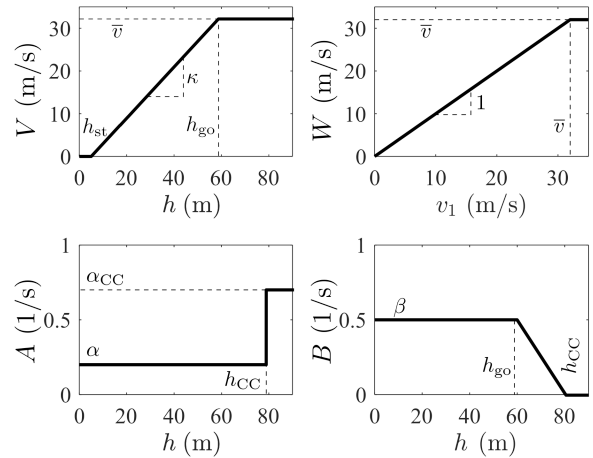 30
20
10
0
V (m/s)
v̅
κ
h_st
h_go
0 20 40 60 80
h (m)
30
20
10
0
W (m/s)
v̅
1
v̅
0 10 20 30
v_1 (m/s)
1
0.5
0
A (1/s)
α_CC
α
h_CC
0 20 40 60 80
h (m)
1
0.5
0
B (1/s)
β
h_go
h_CC
0 20 40 60 80
h (m)